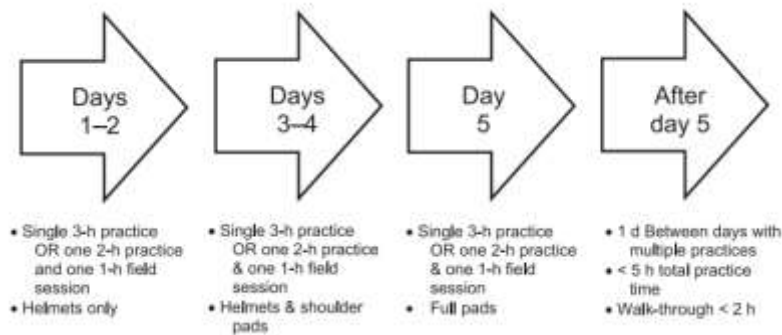 Days
1–2
Days
3–4
Day
5
After
day 5
• Single 3-h practice
OR one 2-h practice
and one 1-h field
session
• Helmets only
• Single 3-h practice
OR one 2-h practice
& one 1-h field
session
• Helmets & shoulder
pads
• Single 3-h practice
OR one 2-h practice
& one 1-h field
session
• Full pads
• 1 d Between days with
multiple practices
• < 5 h total practice
time
• Walk-through < 2 h